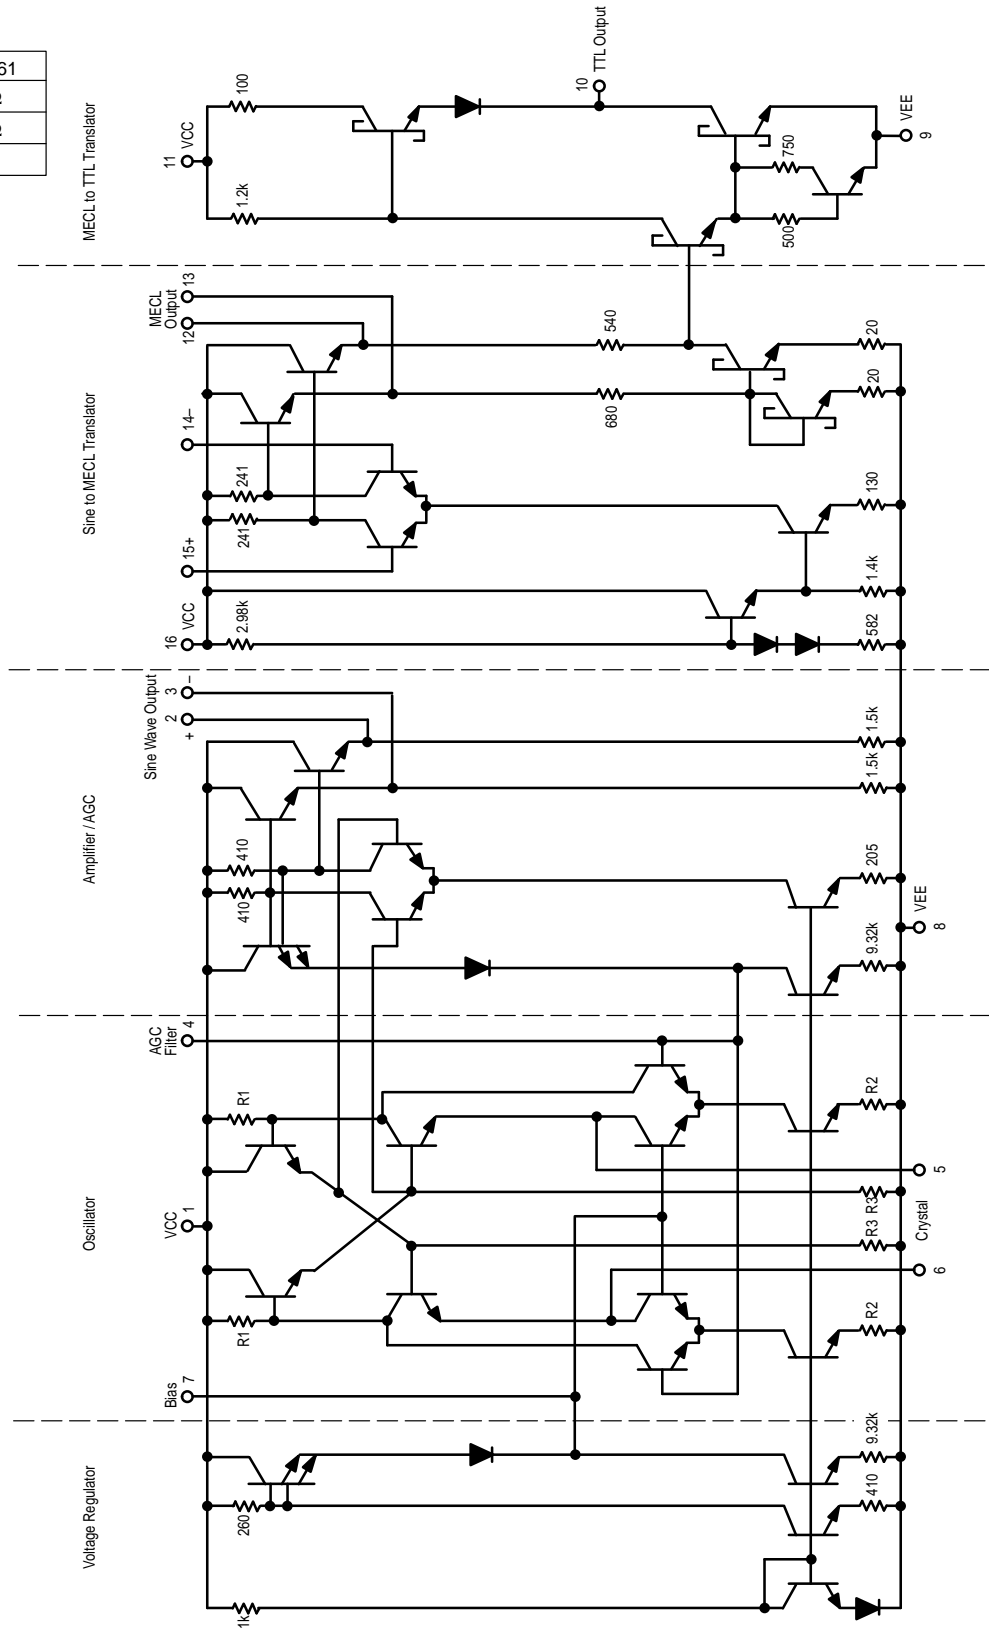 61
Voltage Regulator
Oscillator
Amplifier / AGC
Sine to MECL Translator
MECL to TTL Translator
Bias
7
VCC
1
AGC
Filter
4
Sine Wave Output
+
2
3
–
16
VCC
15+
14–
MECL
Output
12
13
11
VCC
1k
260
R1
R1
410
410
2.98k
241
241
1.2k
100
680
540
10
TTL Output
500
750
410
9.32k
R2
R3
R3
R2
9.32k
205
1.5k
1.5k
582
1.4k
130
20
20
6
Crystal
5
8
VEE
9
VEE